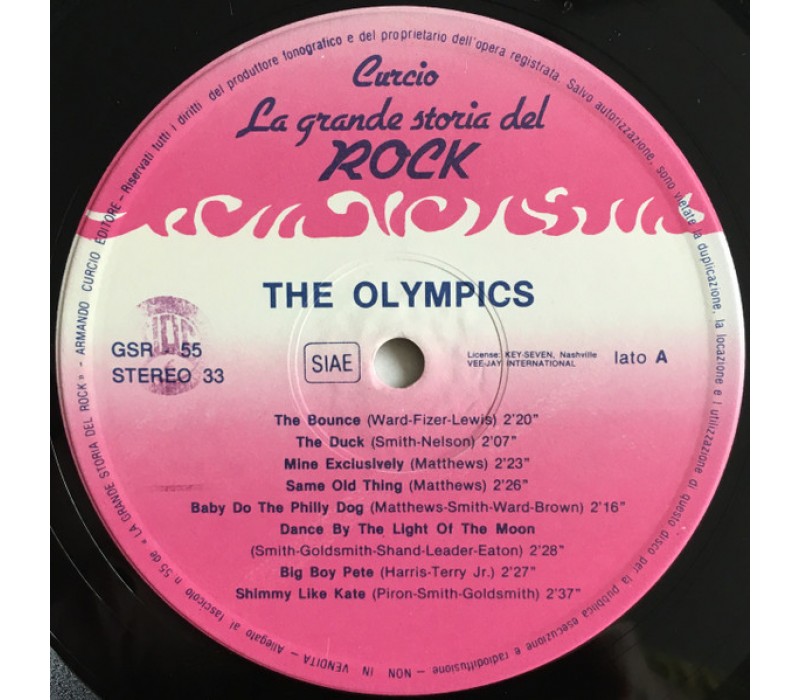 Curcio
La grande storia del
ROCK
THE OLYMPICS
GSR - 55
STEREO 33
SIAE
License: KEY-SEVEN, Nashville
VEE-JAY INTERNATIONAL
lato A
The Bounce (Ward-Fizer-Lewis) 2'20"
The Duck (Smith-Nelson) 2'07"
Mine Exclusively (Matthews) 2'23"
Same Old Thing (Matthews) 2'26"
Baby Do The Philly Dog (Matthews-Smith-Ward-Brown) 2'16"
Dance By The Light Of The Moon
(Smith-Goldsmith-Shand-Leader-Eaton) 2'28"
Big Boy Pete (Harris-Terry Jr.) 2'27"
Shimmy Like Kate (Piron-Smith-Goldsmith) 2'37"
Allegato al fascicolo n. 55 de « LA GRANDE STORIA DEL ROCK » - ARMANDO CURCIO EDITORE - Riservati tutti i diritti del produttore fonografico e del proprietario dell'opera registrata. Salvo autorizzazione, sono vietate la duplicazione, la locazione e l'utilizzazione di questo disco per la pubblica esecuzione e radiodiffusione. - NON IN VENDITA -